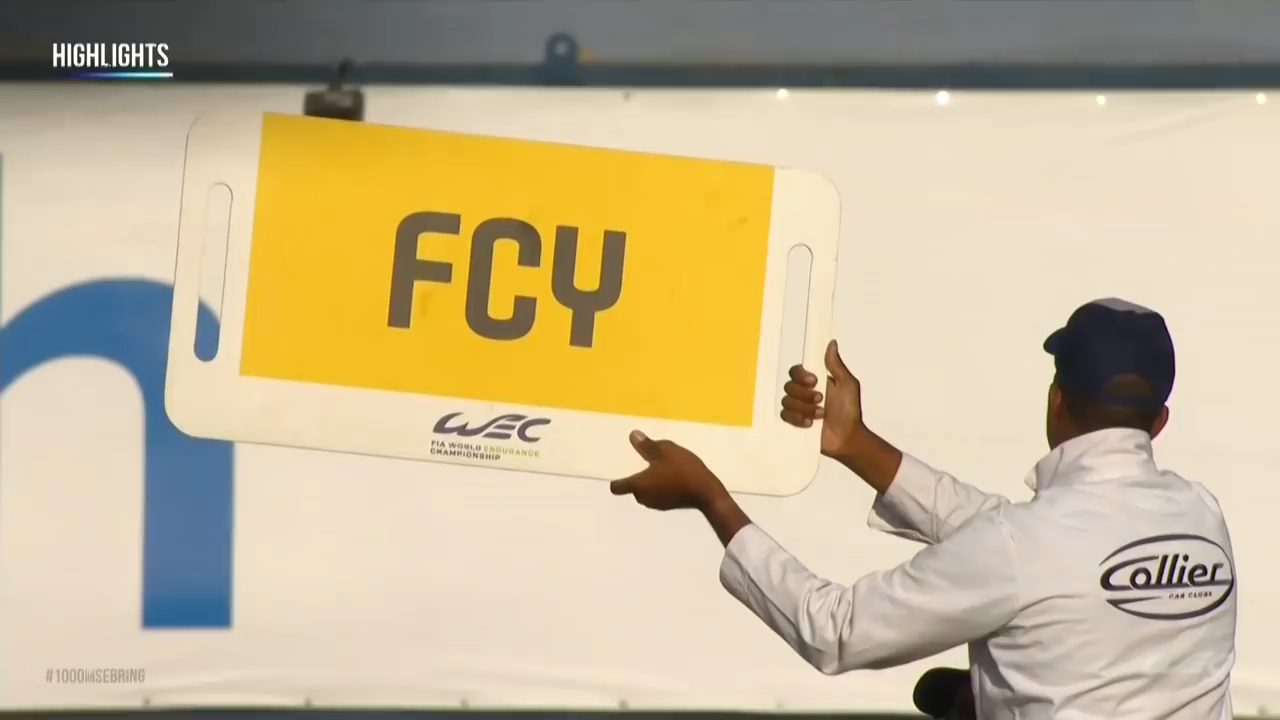 HIGHLIGHTS
FCY
WEC
FIA WORLD ENDURANCE
CHAMPIONSHIP
Collier
CAR CLUBS
#1000MSEBRING